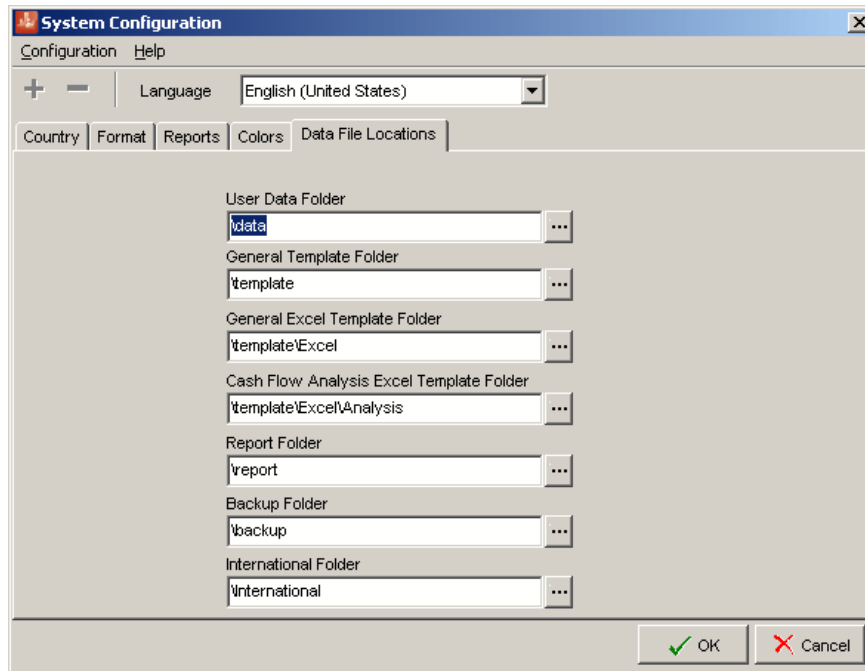 System Configuration
Configuration Help
Language English (United States)
Country Format Reports Colors Data File Locations
User Data Folder
\data
General Template Folder
\template
General Excel Template Folder
\template\Excel
Cash Flow Analysis Excel Template Folder
\template\Excel\Analysis
Report Folder
\report
Backup Folder
\backup
International Folder
\International
OK Cancel